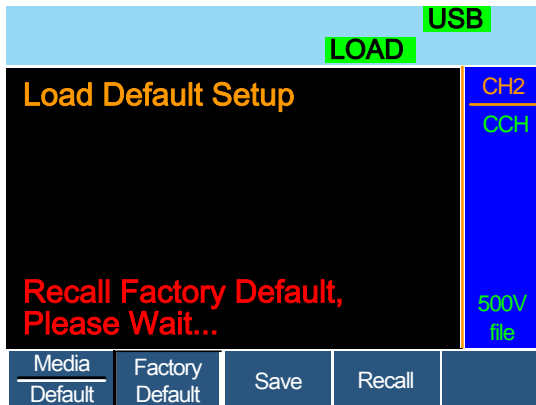 USB
LOAD
Load Default Setup
CH2
CCH
Recall Factory Default,
Please Wait...
500V
file
Media
Default
Factory
Default
Save
Recall